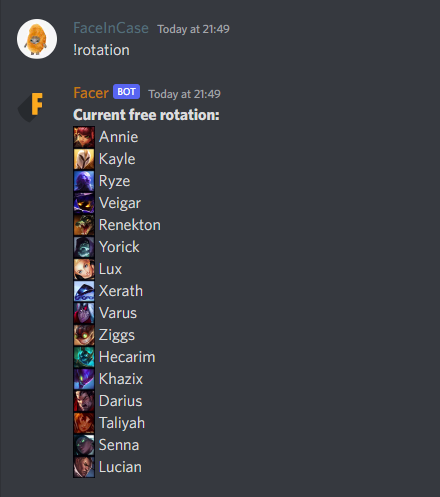 FaceInCase Today at 21:49
!rotation
F
Facer BOT Today at 21:49
Current free rotation:
Annie
Kayle
Ryze
Veigar
Renekton
Yorick
Lux
Xerath
Varus
Ziggs
Hecarim
Khazix
Darius
Taliyah
Senna
Lucian